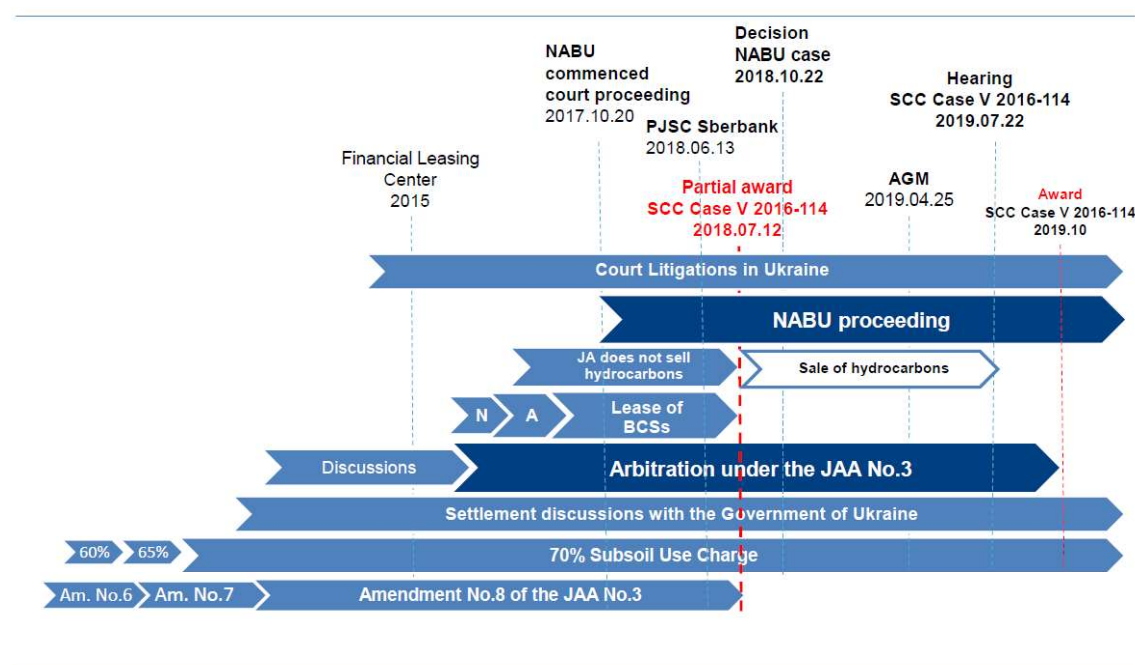 Decision
NABU case
2018.10.22
NABU
commenced
court proceeding
2017.10.20
Hearing
SCC Case V 2016-114
2019.07.22
PJSC Sberbank
2018.06.13
Financial Leasing
Center
2015
Partial award
SCC Case V 2016-114
2018.07.12
AGM
2019.04.25
Award
SCC Case V 2016-114
2019.10
Court Litigations in Ukraine
NABU proceeding
JA does not sell
hydrocarbons
Sale of hydrocarbons
N
A
Lease of
BCSs
Discussions
Arbitration under the JAA No.3
Settlement discussions with the Government of Ukraine
60%
65%
70% Subsoil Use Charge
Am. No.6
Am. No.7
Amendment No.8 of the JAA No.3